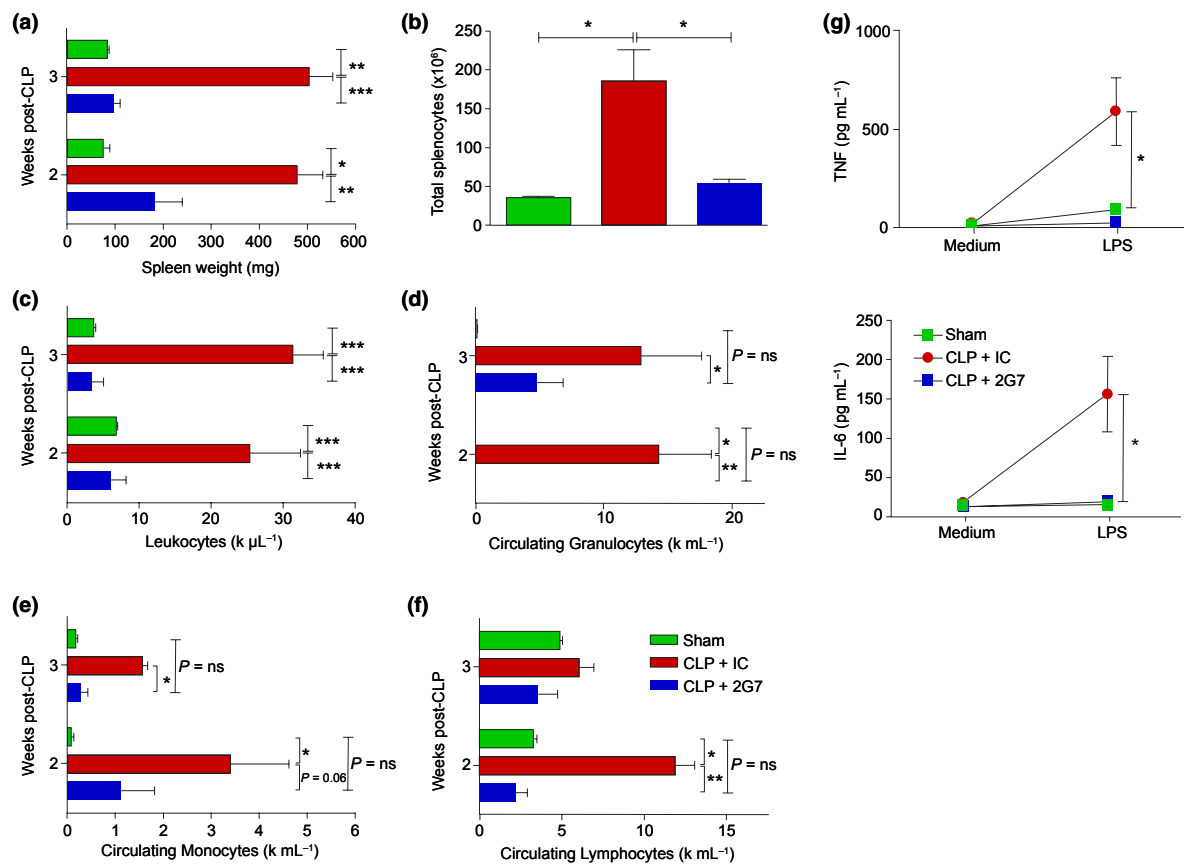 (a)
Weeks post-CLP
3
**
***
2
*
**
0 100 200 300 400 500 600
Spleen weight (mg)
(b)
* *
Total splenocytes (x10⁶)
250
200
150
100
50
0
(c)
Weeks post-CLP
3
***
***
2
***
***
0 10 20 30 40
Leukocytes (k µL⁻¹)
(d)
Weeks post-CLP
3
*
P = ns
2
*
**
P = ns
0 10 20
Circulating Granulocytes (k mL⁻¹)
(e)
Weeks post-CLP
3
*
P = ns
2
*
P = 0.06
P = ns
0 1 2 3 4 5 6
Circulating Monocytes (k mL⁻¹)
(f)
Weeks post-CLP
3
Sham
CLP + IC
CLP + 2G7
2
*
**
P = ns
0 5 10 15
Circulating Lymphocytes (k mL⁻¹)
(g)
TNF (pg mL⁻¹)
1000
500
0
*
Medium LPS
IL-6 (pg mL⁻¹)
250
200
150
100
50
0
Sham
CLP + IC
CLP + 2G7
*
Medium LPS